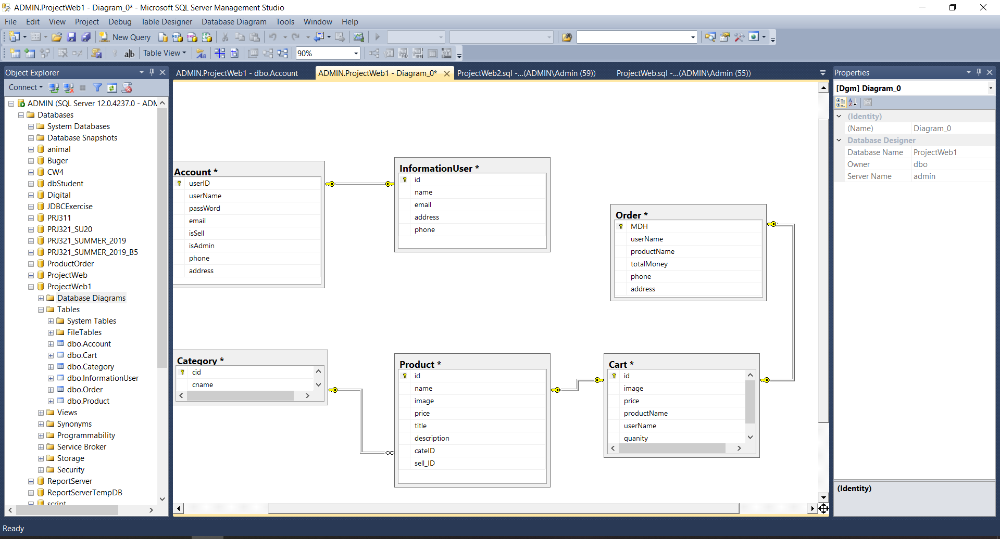 ADMIN.ProjectWeb1 - Diagram_0* - Microsoft SQL Server Management Studio
File Edit View Project Debug Table Designer Database Diagram Tools Window Help
New Query
Table View
90%
Object Explorer
Connect
ADMIN (SQL Server 12.0.4237.0 - ADM
Databases
System Databases
Database Snapshots
animal
Buger
CW4
dbStudent
Digital
JDBCExercise
PRJ311
PRJ321_SU20
PRJ321_SUMMER_2019
PRJ321_SUMMER_2019_B5
ProductOrder
ProjectWeb
ProjectWeb1
Database Diagrams
Tables
System Tables
FileTables
dbo.Account
dbo.Cart
dbo.Category
dbo.InformationUser
dbo.Order
dbo.Product
Views
Synonyms
Programmability
Service Broker
Storage
Security
ReportServer
ReportServerTempDB
script
ADMIN.ProjectWeb1 - dbo.Account
ADMIN.ProjectWeb1 - Diagram_0*
ProjectWeb2.sql -...(ADMIN\Admin (59))
ProjectWeb.sql -...(ADMIN\Admin (55))
Account *
userID
userName
passWord
email
isSell
isAdmin
phone
address
InformationUser *
id
name
email
address
phone
Order *
MDH
userName
productName
totalMoney
phone
address
Category *
cid
cname
Product *
id
name
image
price
title
description
cateID
sell_ID
Cart *
id
image
price
productName
userName
quanity
Properties
[Dgm] Diagram_0
(Identity)
(Name) Diagram_0
Database Designer
Database Name ProjectWeb1
Owner dbo
Server Name admin
(Identity)
Ready